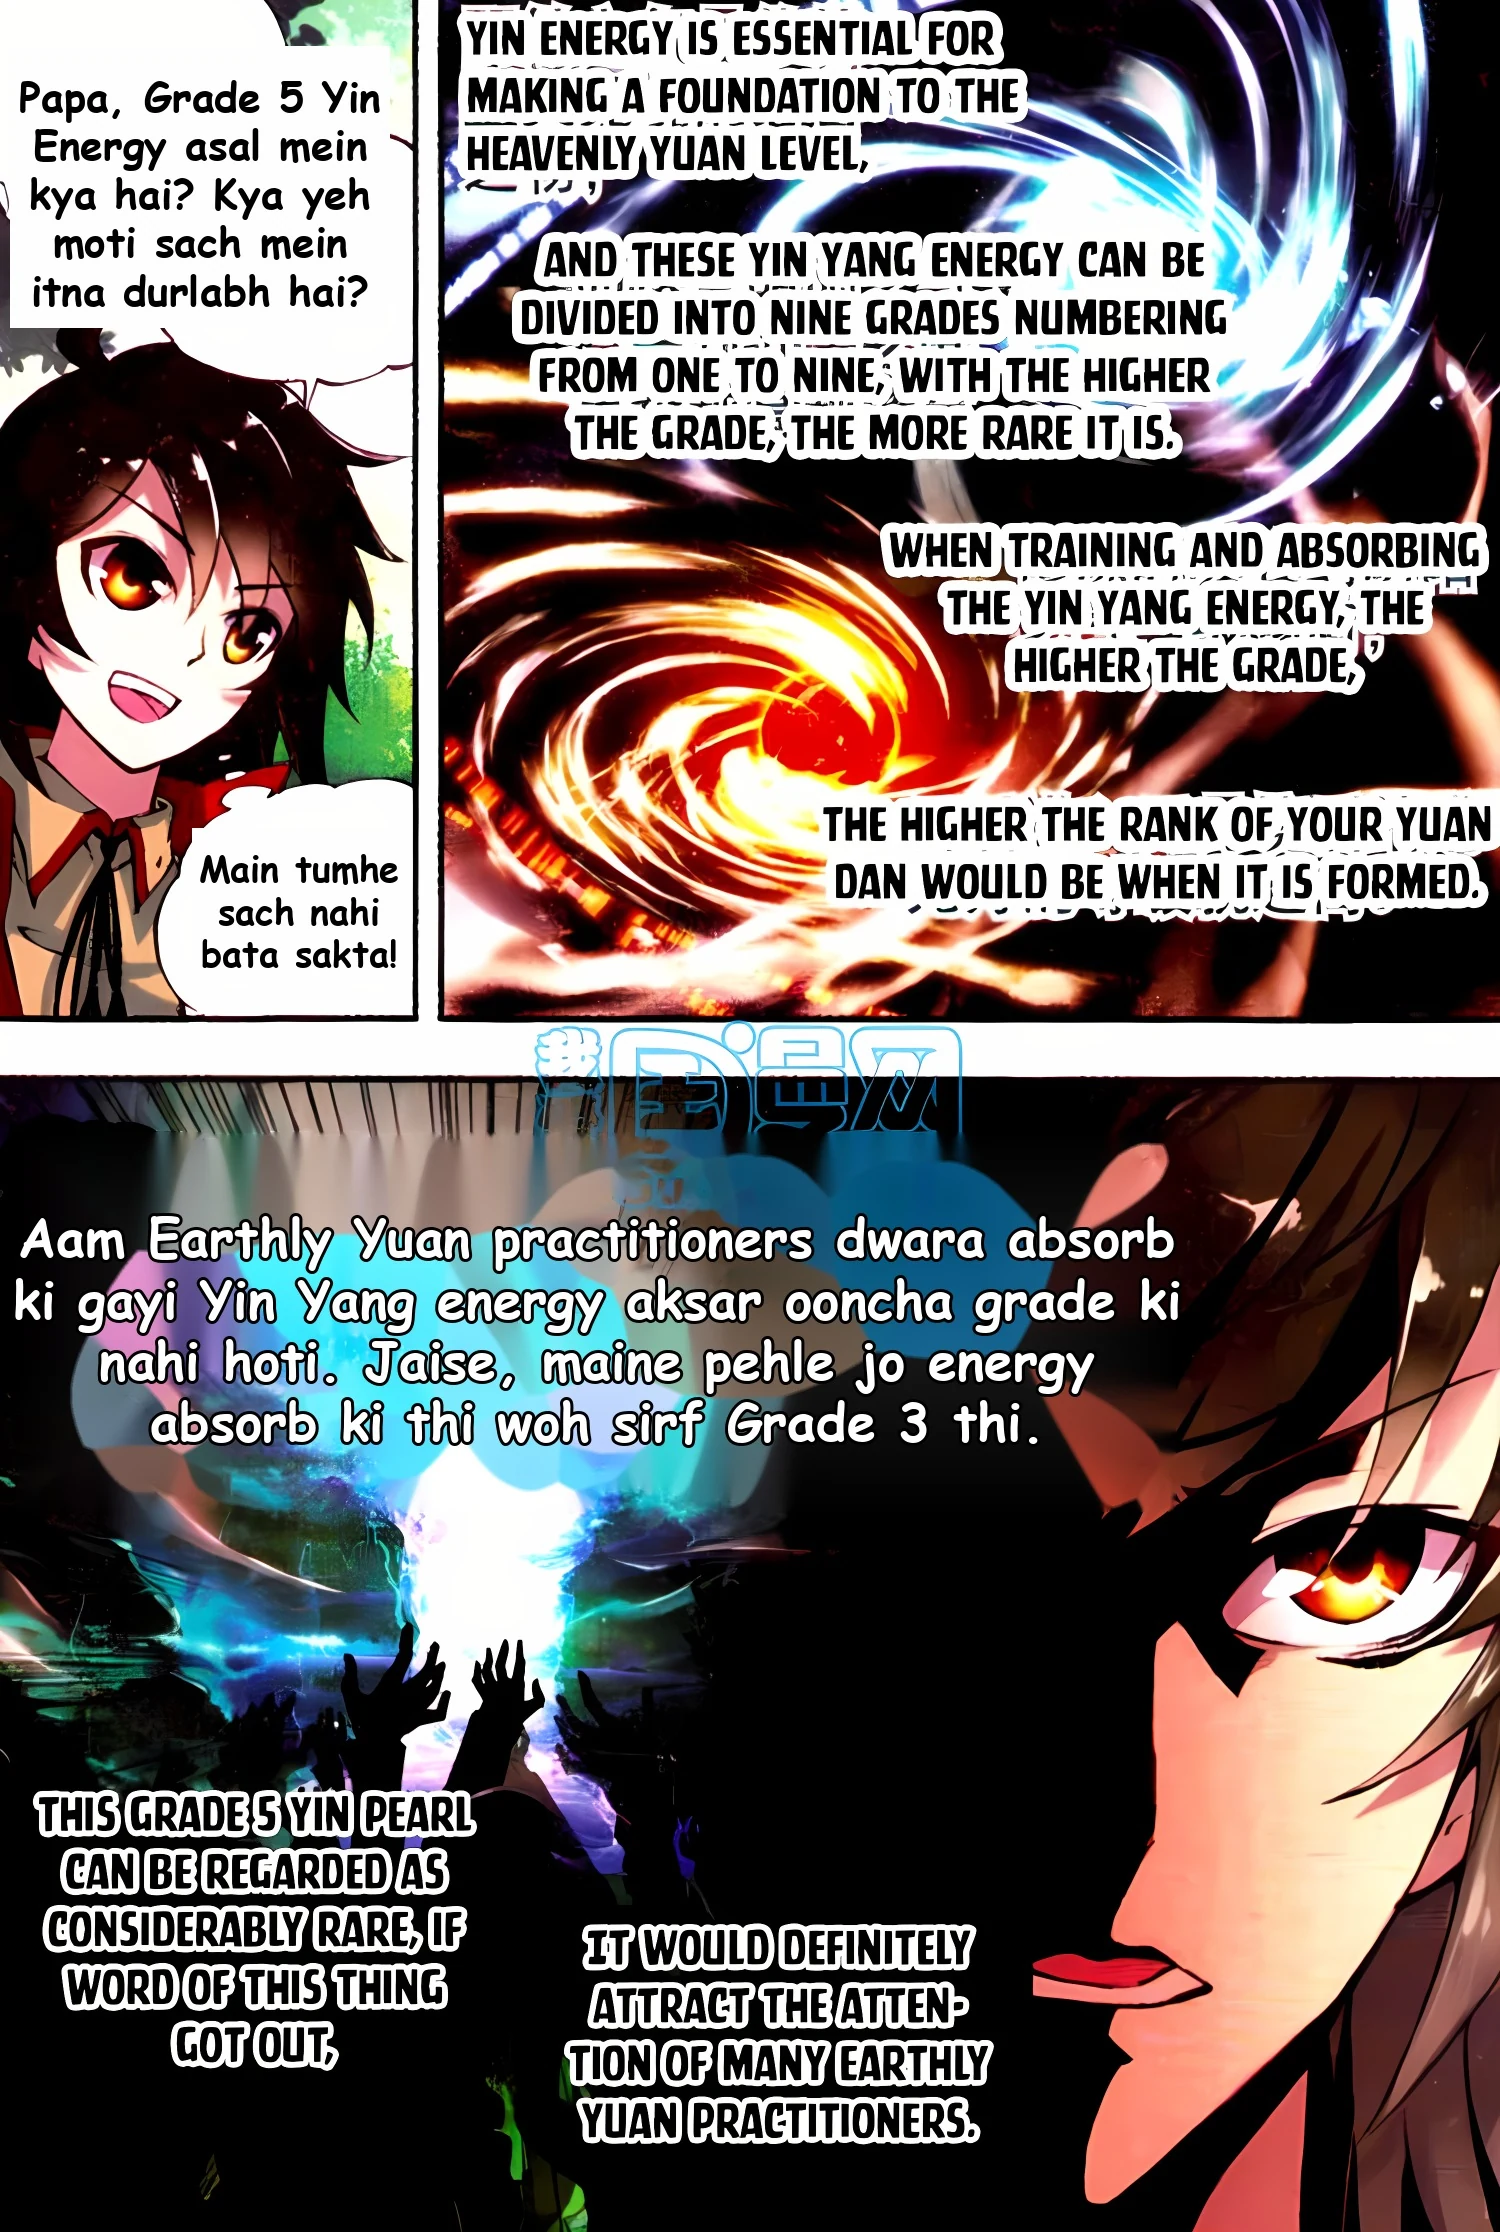 Papa, Grade 5 Yin
Energy asal mein
kya hai? Kya yeh
moti sach mein
itna durlabh hai?
Main tumhe
sach nahi
bata sakta!
YIN ENERGY IS ESSENTIAL FOR
MAKING A FOUNDATION TO THE
HEAVENLY YUAN LEVEL,
AND THESE YIN YANG ENERGY CAN BE
DIVIDED INTO NINE GRADES NUMBERING
FROM ONE TO NINE, WITH THE HIGHER
THE GRADE, THE MORE RARE IT IS.
WHEN TRAINING AND ABSORBING
THE YIN YANG ENERGY, THE
HIGHER THE GRADE,
THE HIGHER THE RANK OF YOUR YUAN
DAN WOULD BE WHEN IT IS FORMED.
Aam Earthly Yuan practitioners dwara absorb
ki gayi Yin Yang energy aksar ooncha grade ki
nahi hoti. Jaise, maine pehle jo energy
absorb ki thi woh sirf Grade 3 thi.
THIS GRADE 5 YIN PEARL
CAN BE REGARDED AS
CONSIDERABLY RARE, IF
WORD OF THIS THING
GOT OUT,
IT WOULD DEFINITELY
ATTRACT THE ATTEN-
TION OF MANY EARTHLY
YUAN PRACTITIONERS.